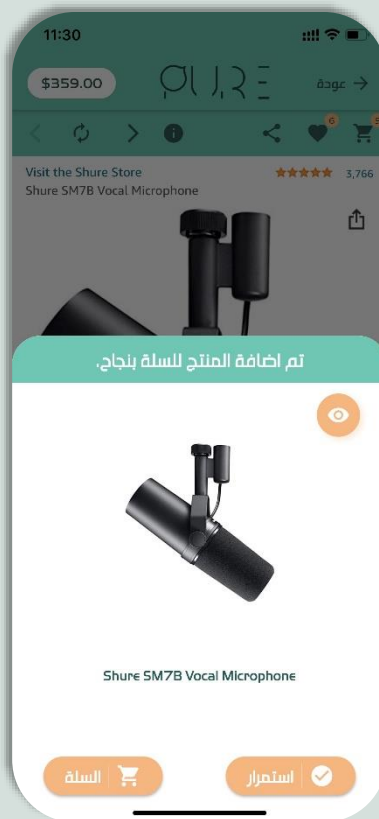 11:30
$359.00
PURE
عودة
6
Visit the Shure Store
3,766
Shure SM7B Vocal Microphone
تم اضافة المنتج للسلة بنجاح.
Shure SM7B Vocal Microphone
السلة
استمرار